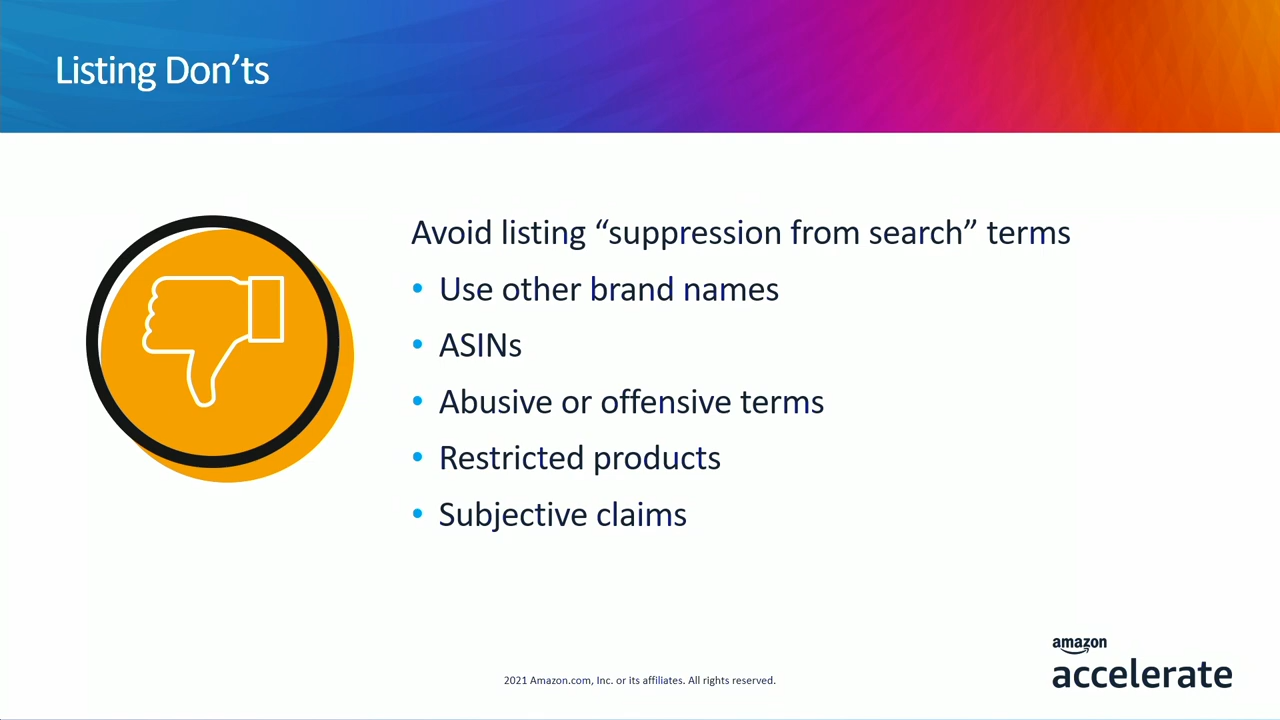 Listing Don’ts
Avoid listing “suppression from search” terms
• Use other brand names
• ASINs
• Abusive or offensive terms
• Restricted products
• Subjective claims
amazon
accelerate
2021 Amazon.com, Inc. or its affiliates. All rights reserved.